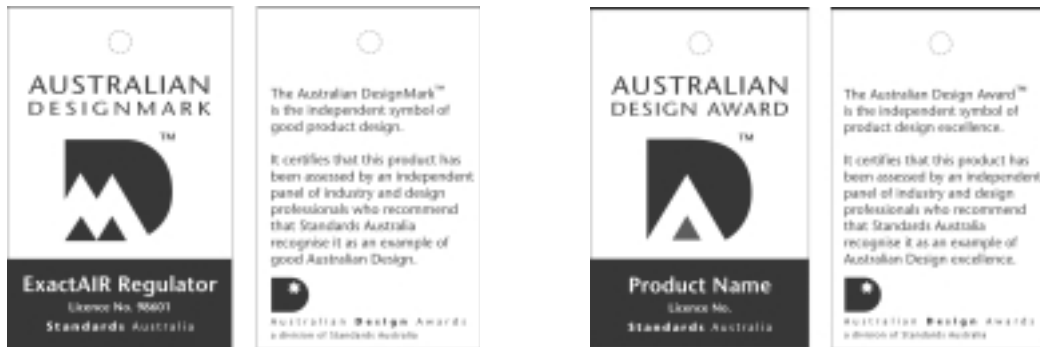 AUSTRALIAN
DESIGNMARK
TM
ExactAIR Regulator
Licence No. 98601
Standards Australia
The Australian DesignMark™
is the independent symbol of
good product design.
It certifies that this product has
been assessed by an independent
panel of industry and design
professionals who recommend
that Standards Australia
recognise it as an example of
good Australian Design.
Australian Design Awards
a division of Standards Australia
AUSTRALIAN
DESIGN AWARD
TM
Product Name
Licence No.
Standards Australia
The Australian Design Award™
is the independent symbol of
product design excellence.
It certifies that this product has
been assessed by an independent
panel of industry and design
professionals who recommend
that Standards Australia
recognise it as an example of
Australian Design excellence.
Australian Design Awards
a division of Standards Australia